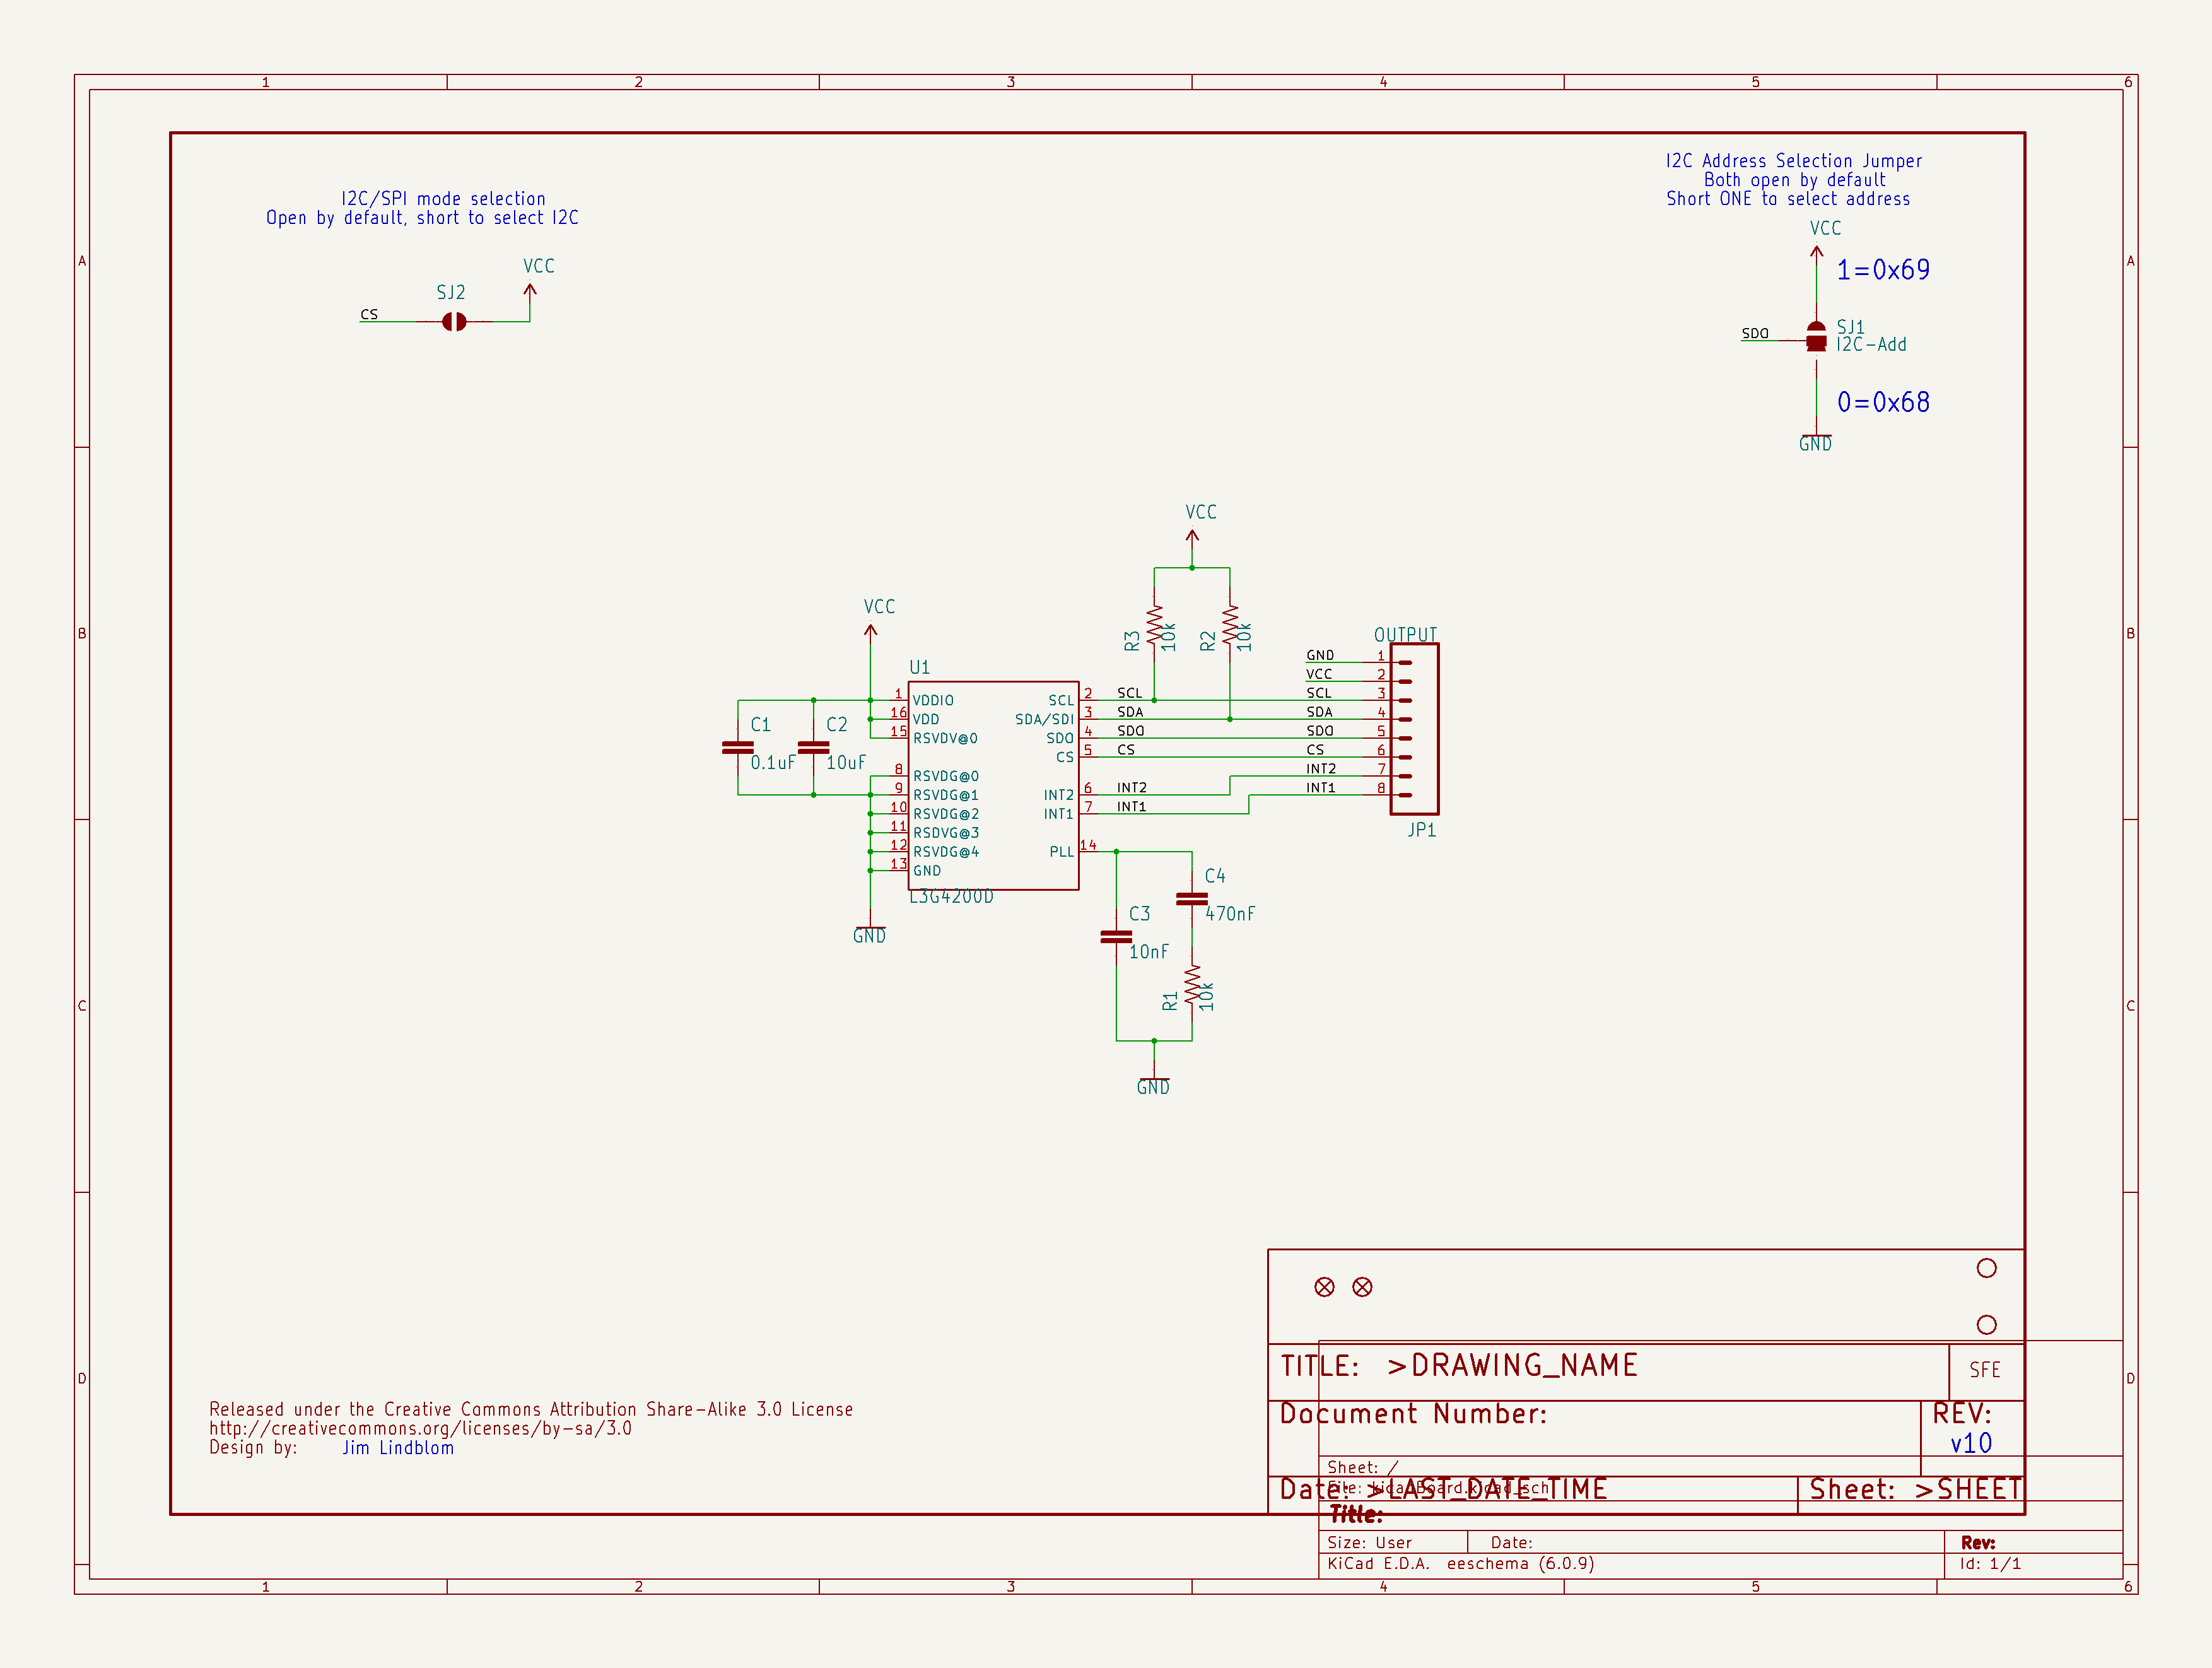 1 2 3 4 5 6
I2C/SPI mode selection
Open by default, short to select I2C
VCC
SJ2
CS
I2C Address Selection Jumper
Both open by default
Short ONE to select address
VCC
1=0x69
SJ1
I2C-Add
SDO
0=0x68
GND
A A
B B
C C
D D
VCC
R3 10k R2 10k
VCC
U1
1 VDDIO
16 VDD
15 RSVDV@0
8 RSVDG@0
9 RSVDG@1
10 RSVDG@2
11 RSDVG@3
12 RSVDG@4
13 GND
L3G4200D
GND
C1
0.1uF
C2
10uF
SCL 2 SCL
SDA/SDI 3 SDA
SDO 4 SDO
CS 5 CS
INT2 6 INT2
INT1 7 INT1
PLL 14
OUTPUT
GND 1
VCC 2
SCL 3
SDA 4
SDO 5
CS 6
INT2 7
INT1 8
JP1
C4
470nF
C3
10nF
R1 10k
GND
Released under the Creative Commons Attribution Share-Alike 3.0 License
http://creativecommons.org/licenses/by-sa/3.0
Design by: Jim Lindblom
TITLE: >DRAWING_NAME
SFE
Document Number:
REV:
v10
Date: >LAST_DATE_TIME
Sheet: >SHEET
Sheet: /
File: kicadBoard.kicad_sch
Title:
Size: User Date: Rev:
KiCad E.D.A. eeschema (6.0.9) Id: 1/1
1 2 3 4 5 6